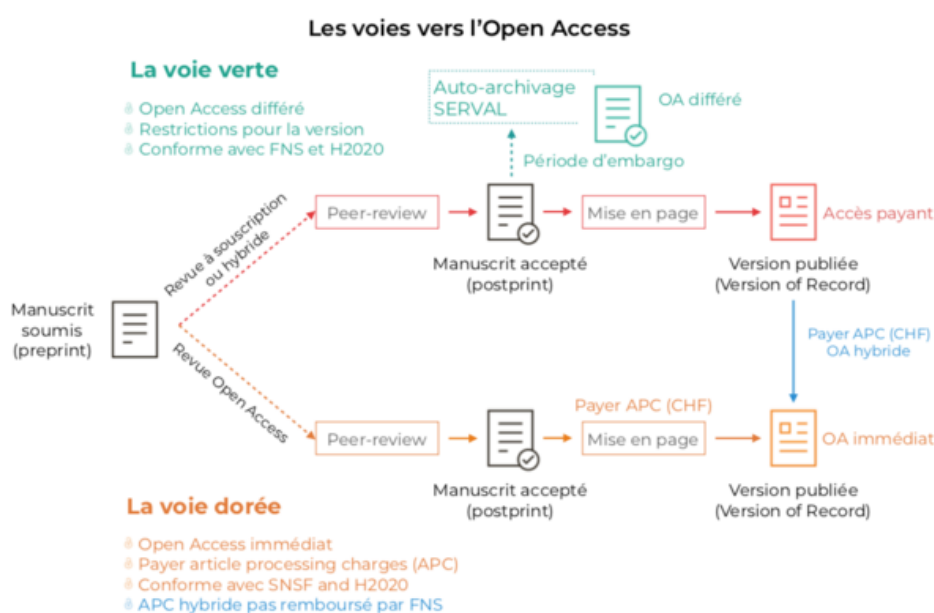 Les voies vers l'Open Access
La voie verte
Open Access différé
Restrictions pour la version
Conforme avec FNS et H2020
Auto-archivage
SERVAL
OA différé
Période d'embargo
Revue à souscription
ou hybride
Peer-review
Manuscrit accepté
(postprint)
Mise en page
Accès payant
Version publiée
(Version of Record)
Manuscrit
soumis
(preprint)
Payer APC (CHF)
OA hybride
Revue Open Access
Peer-review
Manuscrit accepté
(postprint)
Payer APC (CHF)
Mise en page
OA immédiat
Version publiée
(Version of Record)
La voie dorée
Open Access immédiat
Payer article processing charges (APC)
Conforme avec SNSF and H2020
APC hybride pas remboursé par FNS